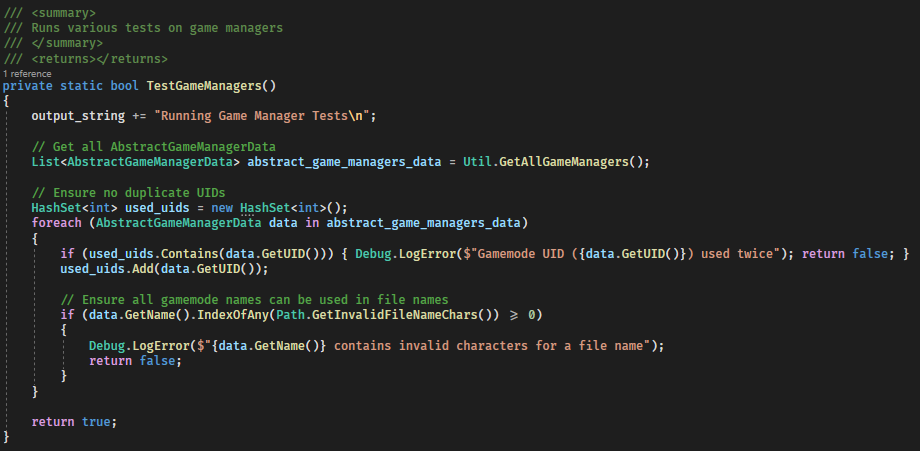 /// <summary>
/// Runs various tests on game managers
/// </summary>
/// <returns></returns>
1 reference
private static bool TestGameManagers()
{
output_string += "Running Game Manager Tests\n";
// Get all AbstractGameManagerData
List<AbstractGameManagerData> abstract_game_managers_data = Util.GetAllGameManagers();
// Ensure no duplicate UIDs
HashSet<int> used_uids = new HashSet<int>();
foreach (AbstractGameManagerData data in abstract_game_managers_data)
{
if (used_uids.Contains(data.GetUID())) { Debug.LogError($"Gamemode UID ({data.GetUID()}) used twice"); return false; }
used_uids.Add(data.GetUID());
// Ensure all gamemode names can be used in file names
if (data.GetName().IndexOfAny(Path.GetInvalidFileNameChars()) >= 0)
{
Debug.LogError($"{data.GetName()} contains invalid characters for a file name");
return false;
}
}
return true;
}